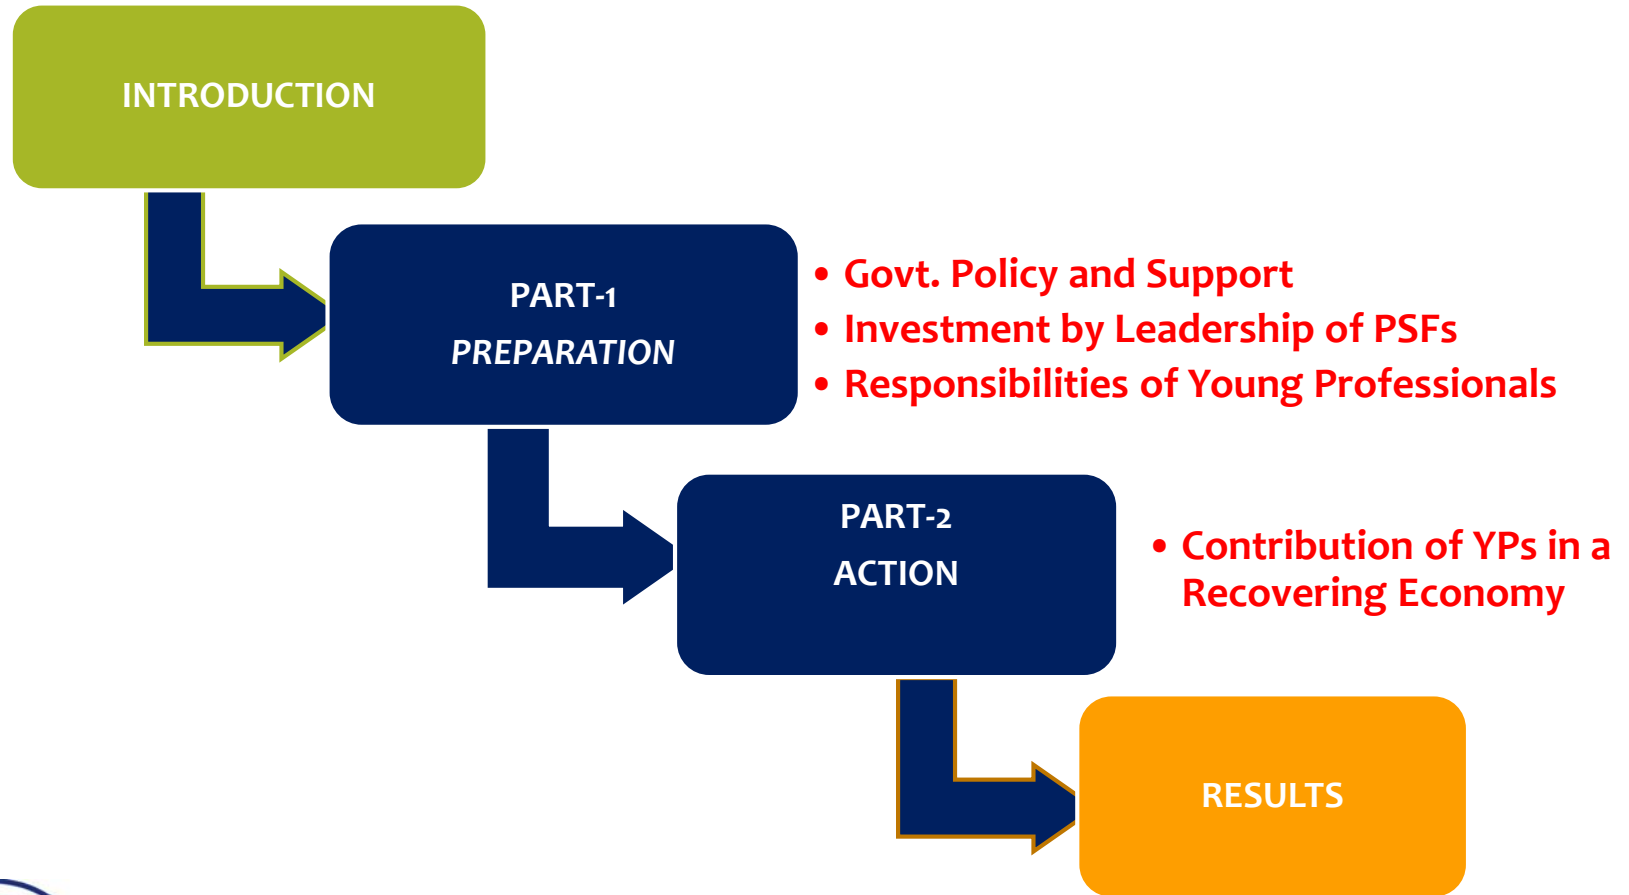 INTRODUCTION
PART-1
PREPARATION
• Govt. Policy and Support
• Investment by Leadership of PSFs
• Responsibilities of Young Professionals
PART-2
ACTION
• Contribution of YPs in a
Recovering Economy
RESULTS